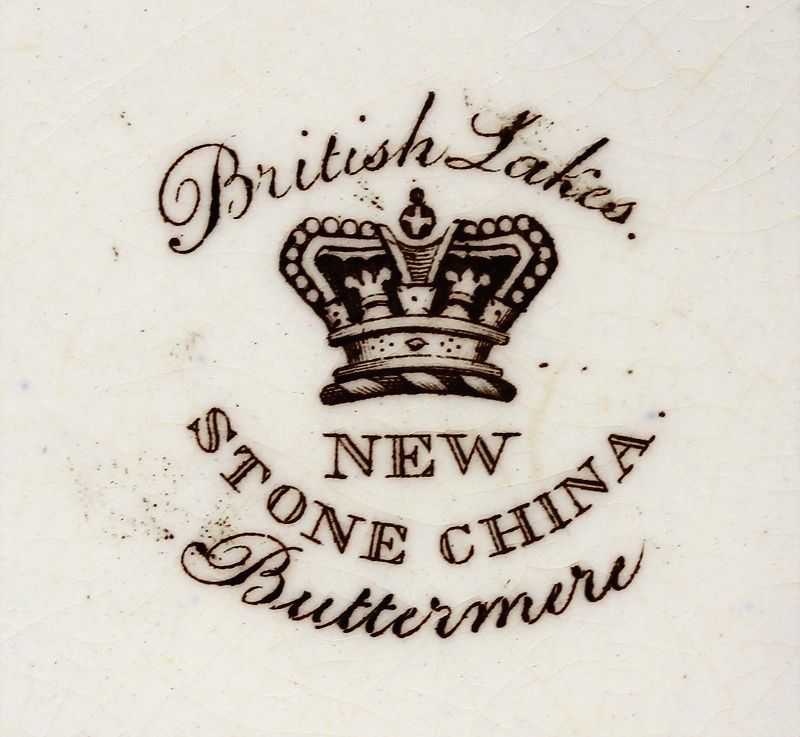 British Lakes.
NEW
STONE CHINA
Buttermere